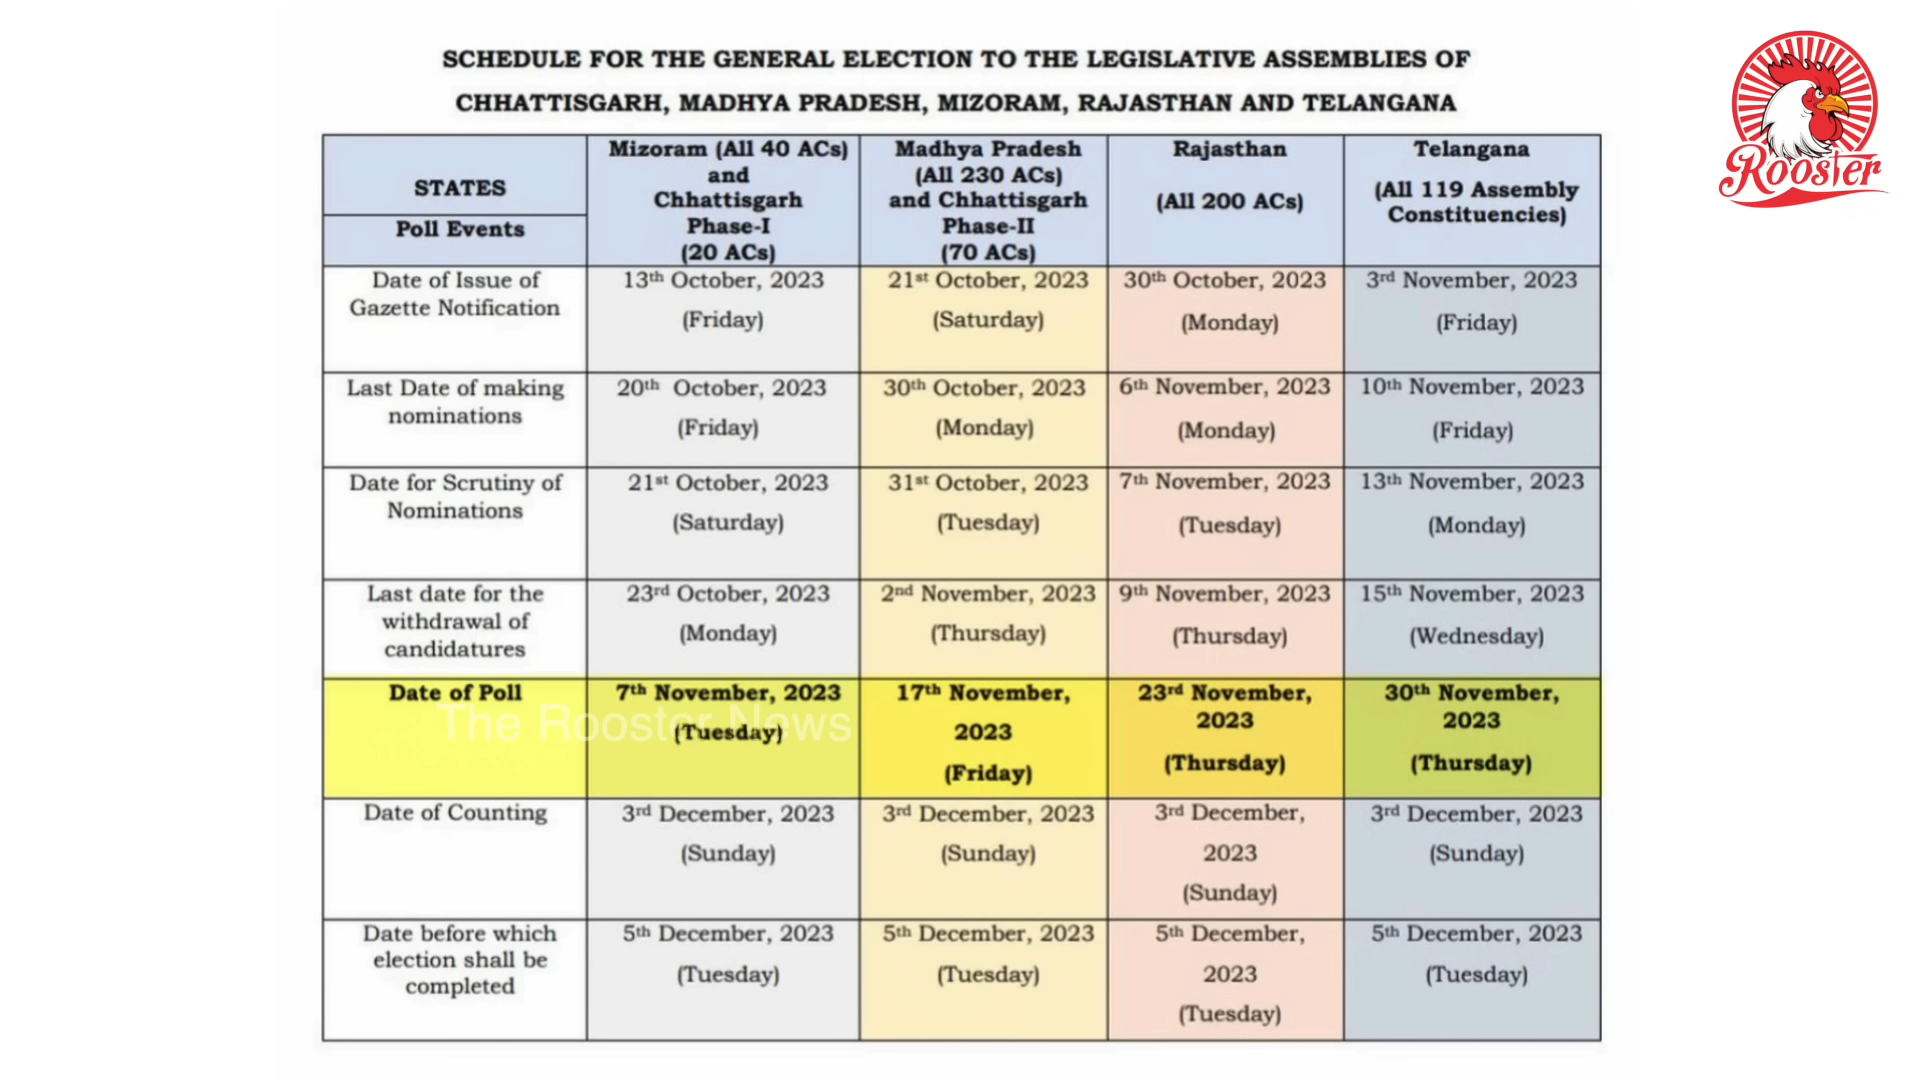 SCHEDULE FOR THE GENERAL ELECTION TO THE LEGISLATIVE ASSEMBLIES OF
CHHATTISGARH, MADHYA PRADESH, MIZORAM, RAJASTHAN AND TELANGANA
Rooster
STATES
Poll Events
Mizoram (All 40 ACs)
and
Chhattisgarh
Phase-I
(20 ACs)
Madhya Pradesh
(All 230 ACs)
and Chhattisgarh
Phase-II
(70 ACs)
Rajasthan
(All 200 ACs)
Telangana
(All 119 Assembly
Constituencies)
Date of Issue of
Gazette Notification
13th October, 2023
(Friday)
21st October, 2023
(Saturday)
30th October, 2023
(Monday)
3rd November, 2023
(Friday)
Last Date of making
nominations
20th October, 2023
(Friday)
30th October, 2023
(Monday)
6th November, 2023
(Monday)
10th November, 2023
(Friday)
Date for Scrutiny of
Nominations
21st October, 2023
(Saturday)
31st October, 2023
(Tuesday)
7th November, 2023
(Tuesday)
13th November, 2023
(Monday)
Last date for the
withdrawal of
candidatures
23rd October, 2023
(Monday)
2nd November, 2023
(Thursday)
9th November, 2023
(Thursday)
15th November, 2023
(Wednesday)
Date of Poll
The Rooster News
7th November, 2023
(Tuesday)
17th November,
2023
(Friday)
23rd November,
2023
(Thursday)
30th November,
2023
(Thursday)
Date of Counting
3rd December, 2023
(Sunday)
3rd December, 2023
(Sunday)
3rd December,
2023
(Sunday)
3rd December, 2023
(Sunday)
Date before which
election shall be
completed
5th December, 2023
(Tuesday)
5th December, 2023
(Tuesday)
5th December,
2023
(Tuesday)
5th December, 2023
(Tuesday)